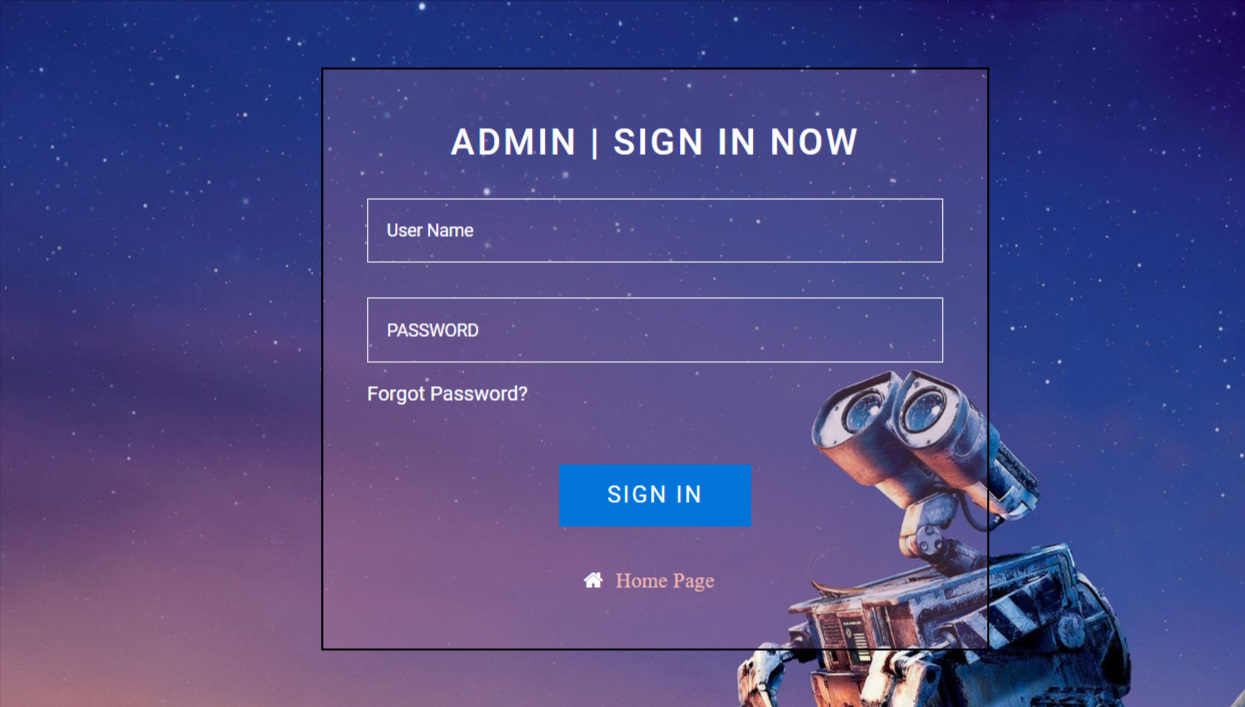 ADMIN | SIGN IN NOW
User Name
PASSWORD
Forgot Password?
SIGN IN
Home Page